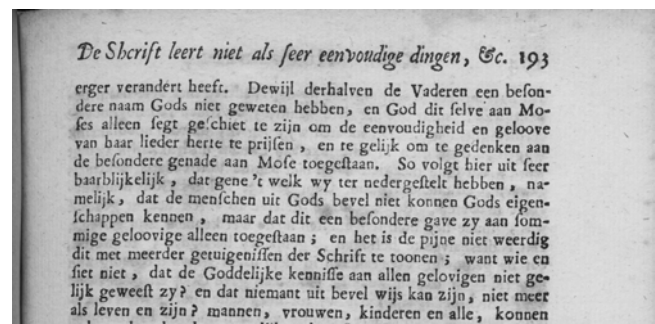 De Shcrift leert niet als ſeer eenvoudige dingen, &c. 193
erger verandert heeft. Dewijl derhalven de Vaderen een beſon-
dere naam Gods niet geweten hebben, en God dit ſelve aan Mo-
ſes alleen ſegt geſchiet te zijn om de eenvoudigheid en geloove
van haar lieder herte te prijſen, en te gelijk om te gedenken aan
de beſondere genade aan Moſe toegeſtaan. So volgt hier uit ſeer
baarblijkelijk, dat gene 't welk wy ter nedergeſtelt hebben, na-
melijk, dat de menſchen uit Gods bevel niet konnen Gods eigen-
ſchappen kennen, maar dat dit een beſondere gave zy aan ſom-
mige geloovige alleen toegeſtaan; en het is de pijne niet weerdig
dit met meerder getuigeniſſen der Schrift te toonen; want wie en
ſiet niet, dat de Goddelijke kenniſſe aan allen gelovigen niet ge-
lijk geweeſt zy? en dat niemant uit bevel wijs kan zijn, niet meer
als leven en zijn? mannen, vrouwen, kinderen en alle, konnen